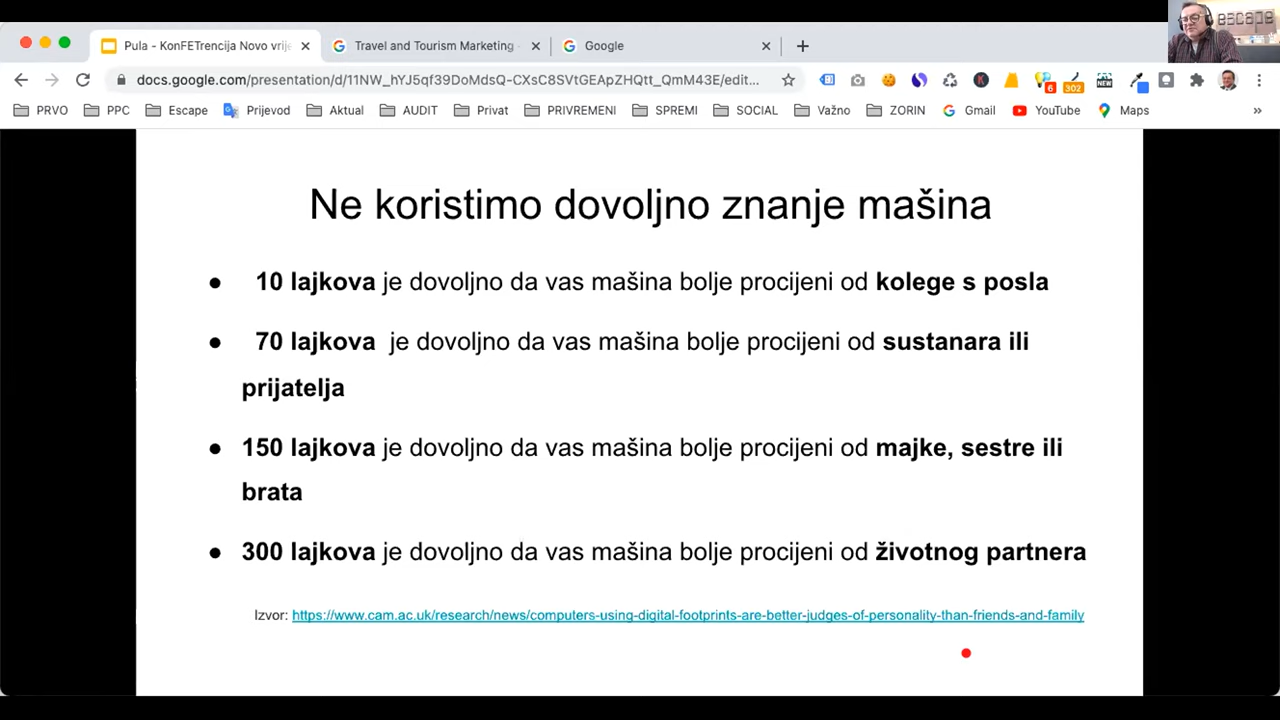 Pula - KonFETrencija Novo vrije
Travel and Tourism Marketing -
Google
escape
docs.google.com/presentation/d/11NW_hYJ5qf39DoMdsQ-CXsC8SVtGEApZHQtt_QmM43E/edit...
6
302
NEW
PRVO
PPC
Escape
Prijevod
Aktual
AUDIT
Privat
PRIVREMENI
SPREMI
SOCIAL
Važno
ZORIN
Gmail
YouTube
Maps
Ne koristimo dovoljno znanje mašina
10 lajkova je dovoljno da vas mašina bolje procijeni od kolege s posla
70 lajkova je dovoljno da vas mašina bolje procijeni od sustanara ili
prijatelja
150 lajkova je dovoljno da vas mašina bolje procijeni od majke, sestre ili
brata
300 lajkova je dovoljno da vas mašina bolje procijeni od životnog partnera
Izvor: https://www.cam.ac.uk/research/news/computers-using-digital-footprints-are-better-judges-of-personality-than-friends-and-family